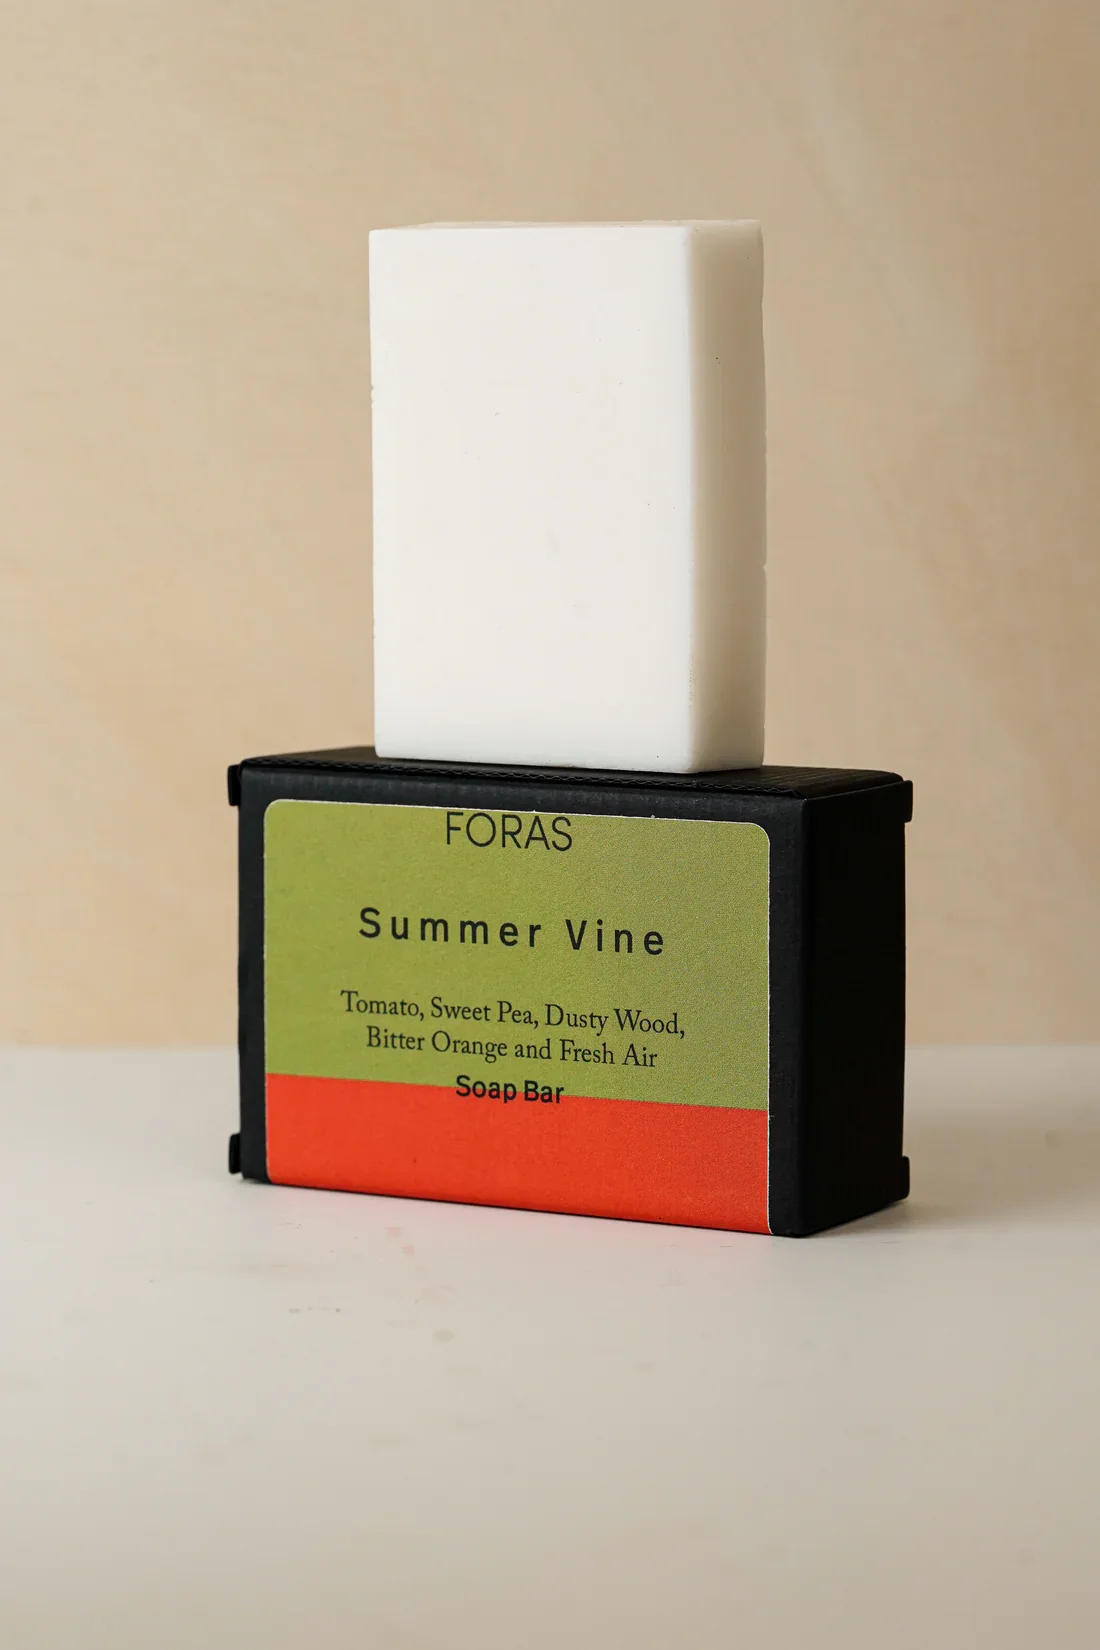 FORAS
Summer Vine
Tomato, Sweet Pea, Dusty Wood,
Bitter Orange and Fresh Air
Soap Bar